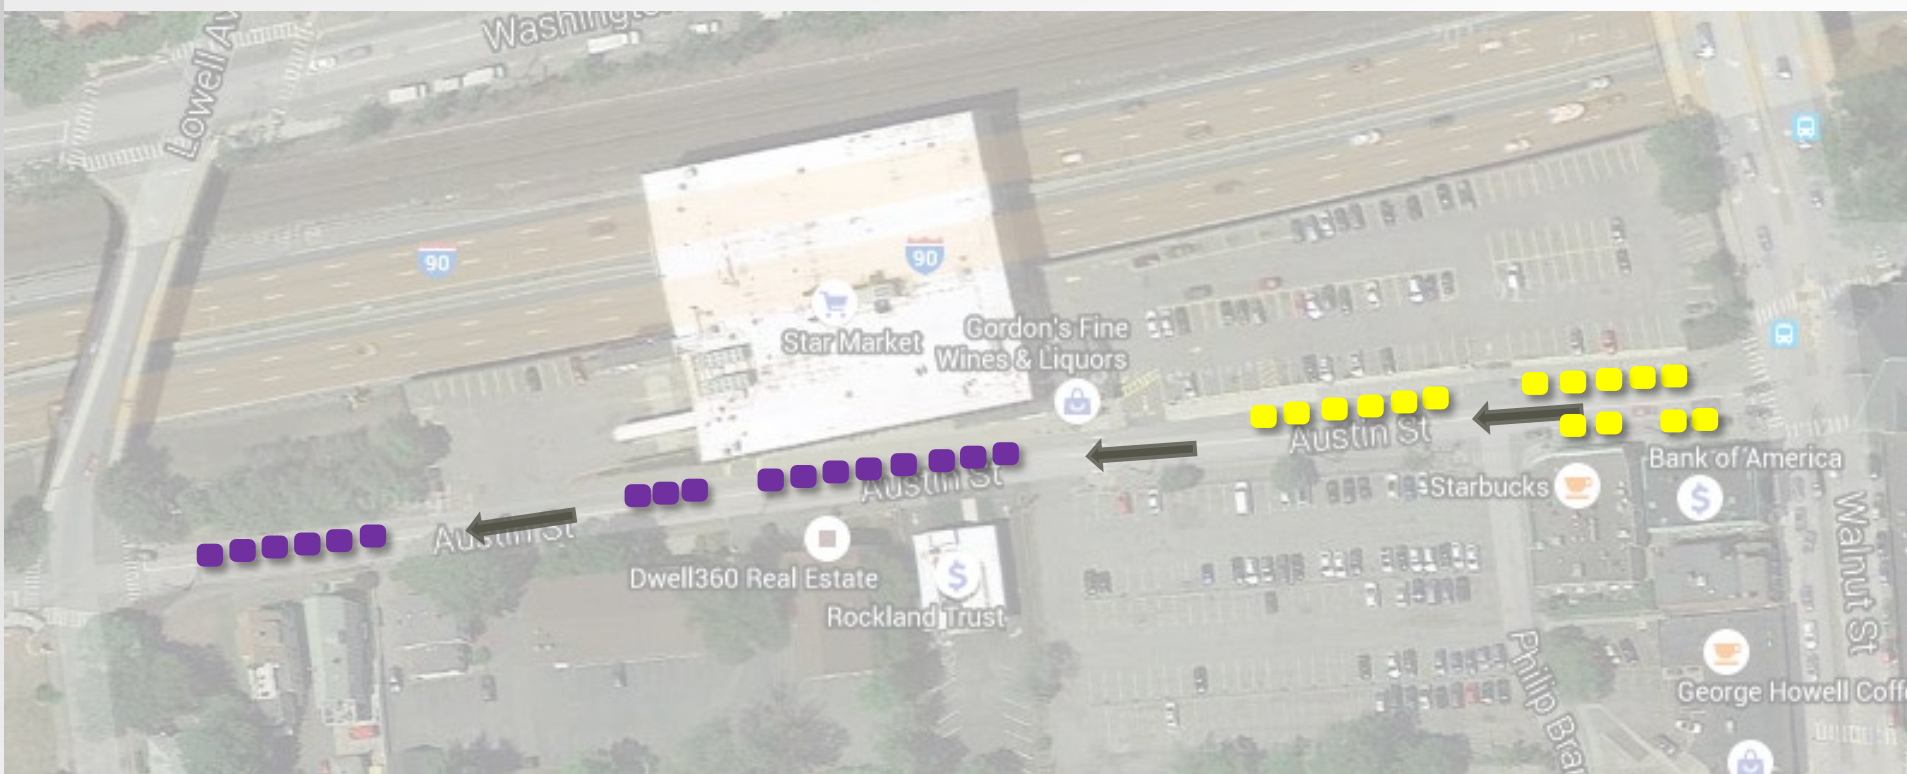 Washington
Lowell Av
90
90
Star Market
Gordon's Fine
Wines & Liquors
Austin St
Bank of America
Starbucks
$
Austin St
Austin St
Walnut St
Dwell360 Real Estate
$
Rockland Trust
Philip Bra
George Howell Coff